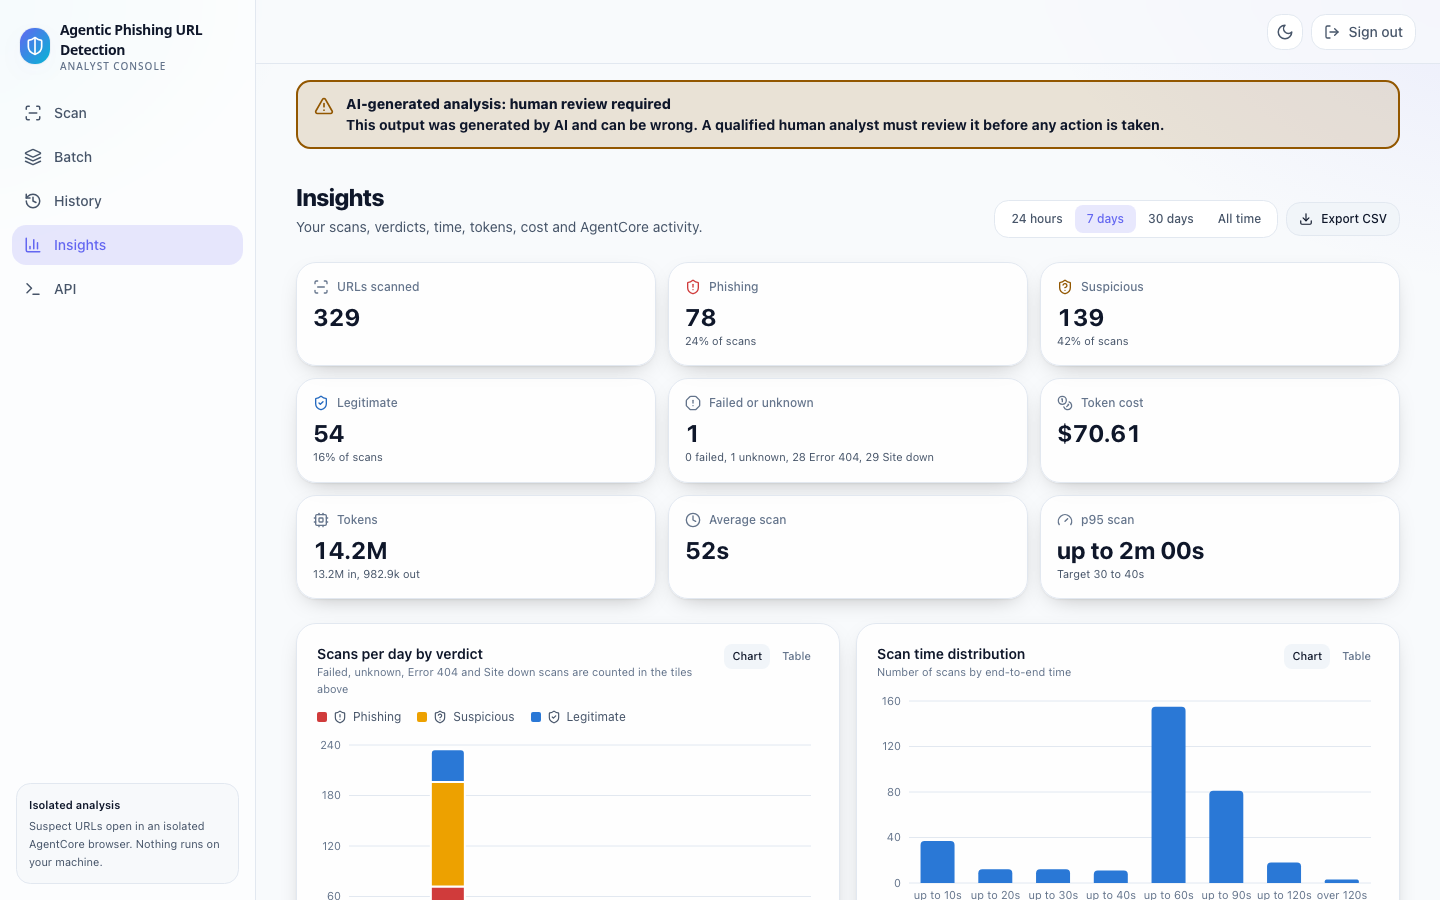 Agentic Phishing URL
Detection
ANALYST CONSOLE
Scan
Batch
History
Insights
API
Isolated analysis
Suspect URLs open in an isolated
AgentCore browser. Nothing runs on
your machine.
Sign out
AI-generated analysis: human review required
This output was generated by AI and can be wrong. A qualified human analyst must review it before any action is taken.
Insights
Your scans, verdicts, time, tokens, cost and AgentCore activity.
24 hours 7 days 30 days All time Export CSV
URLs scanned
329
Phishing
78
24% of scans
Suspicious
139
42% of scans
Legitimate
54
16% of scans
Failed or unknown
1
0 failed, 1 unknown, 28 Error 404, 29 Site down
Token cost
$70.61
Tokens
14.2M
13.2M in, 982.9k out
Average scan
52s
p95 scan
up to 2m 00s
Target 30 to 40s
Scans per day by verdict
Chart Table
Failed, unknown, Error 404 and Site down scans are counted in the tiles
above
Phishing Suspicious Legitimate
240
180
120
60
Scan time distribution
Chart Table
Number of scans by end-to-end time
160
120
80
40
0
up to 10s up to 20s up to 30s up to 40s up to 60s up to 90s up to 120s over 120s